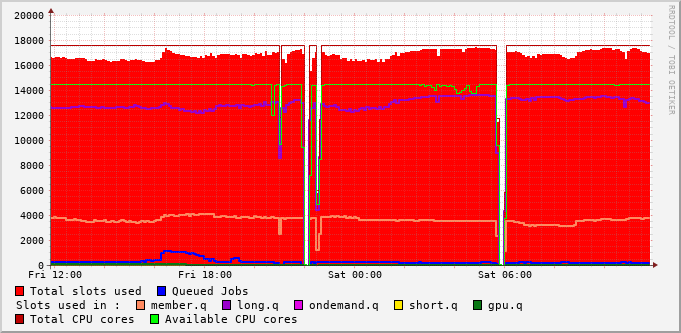 RRDTOOL / TOBI OETIKER
20000
18000
16000
14000
12000
10000
8000
6000
4000
2000
0
Fri 12:00 Fri 18:00 Sat 00:00 Sat 06:00
Total slots used Queued Jobs
Slots used in : member.q long.q ondemand.q short.q gpu.q
Total CPU cores Available CPU cores